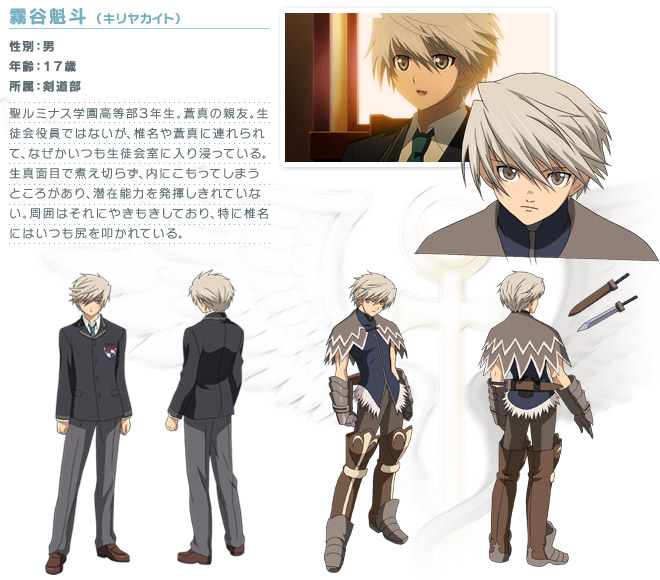 霧谷魁斗 （キリヤカイト）
性別：男
年齢：17歳
所属：剣道部
聖ルミナス学園高等部3年生。蒼真の親友。生
徒会役員ではないが、椎名や蒼真に連れられ
て、なぜかいつも生徒会室に入り浸っている。
生真面目で煮え切らず、内にこもってしまう
ところがあり、潜在能力を発揮しきれていな
い。周囲はそれにやきもきしており、特に椎名
にはいつも尻を叩かれている。